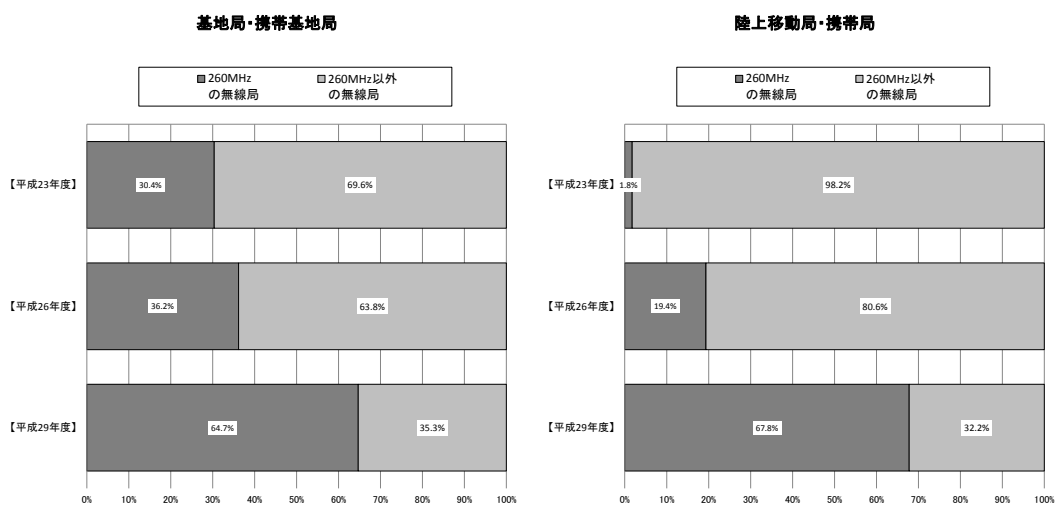 基地局・携帯基地局
260MHz
の無線局
260MHz以外
の無線局
【平成23年度】
30.4%
69.6%
【平成26年度】
36.2%
63.8%
【平成29年度】
64.7%
35.3%
0% 10% 20% 30% 40% 50% 60% 70% 80% 90% 100%
陸上移動局・携帯局
260MHz
の無線局
260MHz以外
の無線局
【平成23年度】
1.8%
98.2%
【平成26年度】
19.4%
80.6%
【平成29年度】
67.8%
32.2%
0% 10% 20% 30% 40% 50% 60% 70% 80% 90% 100%